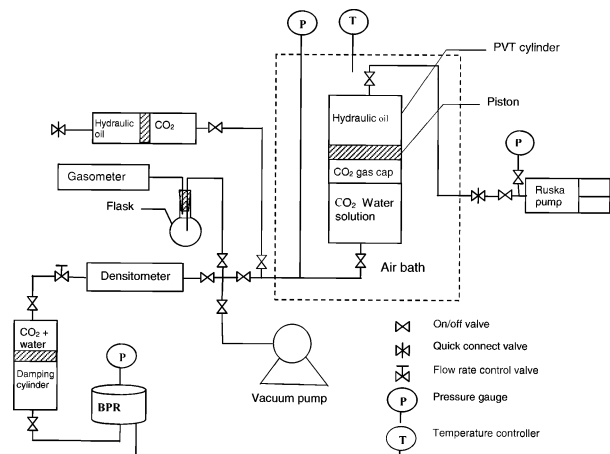 P
T
PVT cylinder
Hydraulic
oil
CO₂
Hydraulic oil
Piston
P
Gasometer
CO₂ gas cap
Ruska
pump
Flask
CO₂ Water
solution
Densitometer
Air bath
CO₂ +
water
Damping
cylinder
P
BPR
Vacuum pump
On/off valve
Quick connect valve
Flow rate control valve
P
Pressure gauge
T
Temperature controller